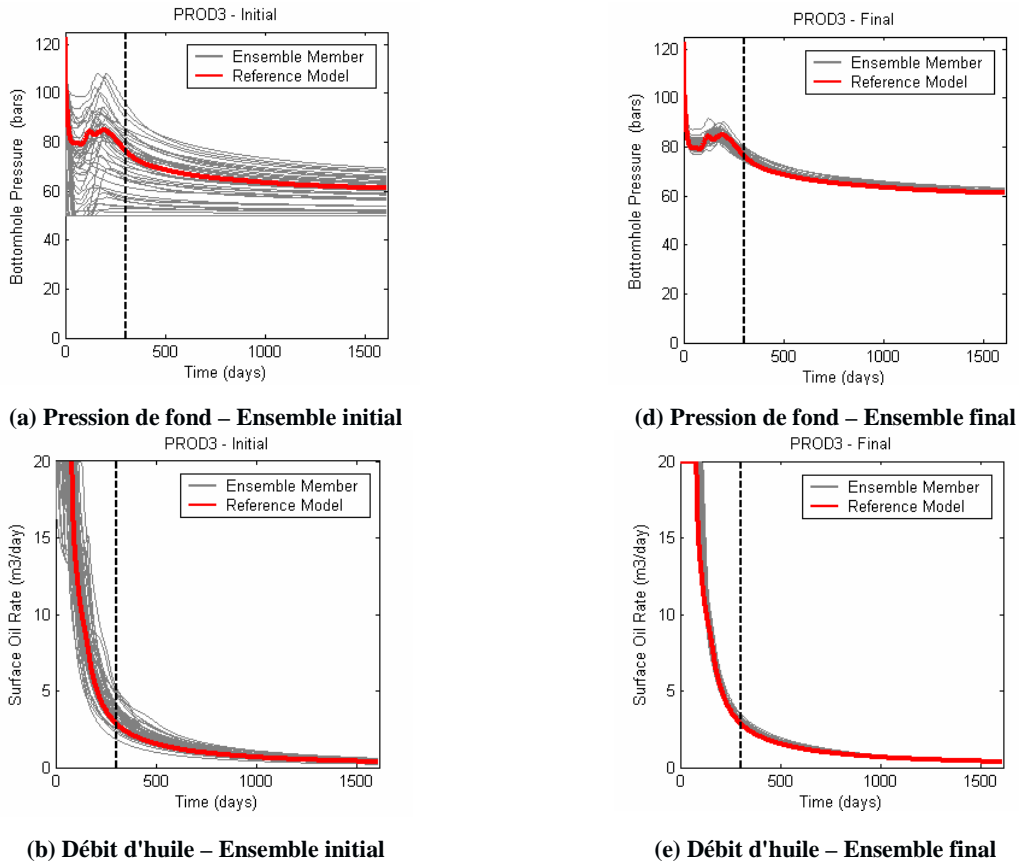 PROD3 - Initial
120
100
80
60
40
20
0
Bottomhole Pressure (bars)
Ensemble Member
Reference Model
0 500 1000 1500
Time (days)
(a) Pression de fond – Ensemble initial
PROD3 - Final
120
100
80
60
40
20
0
Bottomhole Pressure (bars)
Ensemble Member
Reference Model
0 500 1000 1500
Time (days)
(d) Pression de fond – Ensemble final
PROD3 - Initial
20
15
10
5
0
Surface Oil Rate (m3/day)
Ensemble Member
Reference Model
0 500 1000 1500
Time (days)
(b) Débit d'huile – Ensemble initial
PROD3 - Final
20
15
10
5
0
Surface Oil Rate (m3/day)
Ensemble Member
Reference Model
0 500 1000 1500
Time (days)
(e) Débit d'huile – Ensemble final